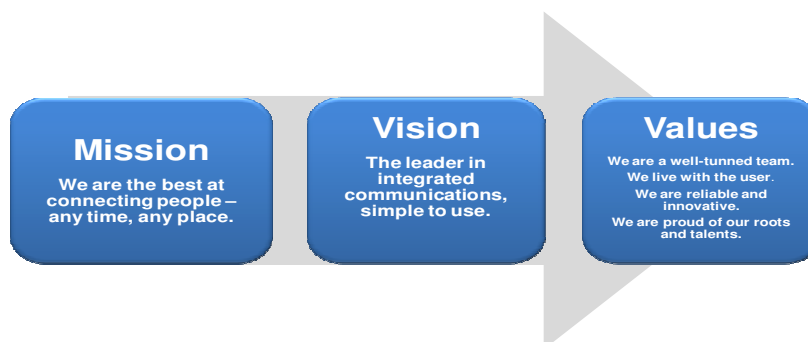 Mission
We are the best at
connecting people –
any time, any place.
Vision
The leader in
integrated
communications,
simple to use.
Values
We are a well-tunned team.
We live with the user.
We are reliable and
innovative.
We are proud of our roots
and talents.